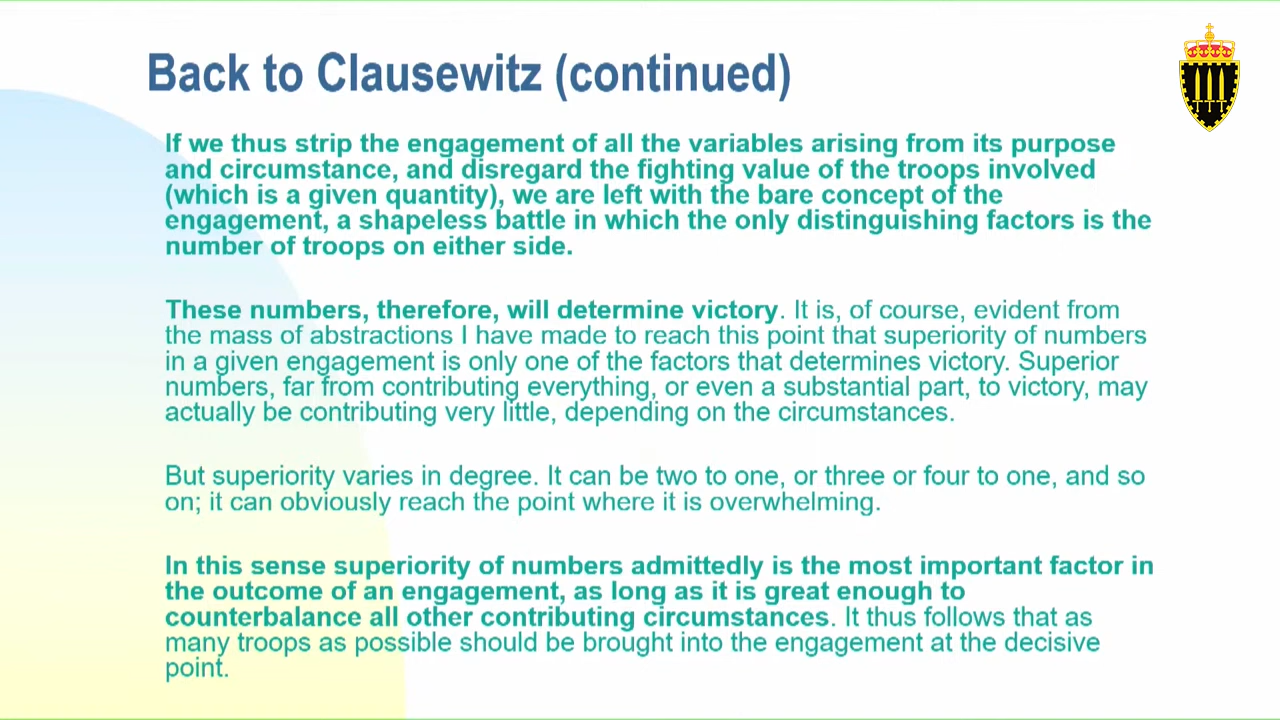 Back to Clausewitz (continued)
If we thus strip the engagement of all the variables arising from its purpose
and circumstance, and disregard the fighting value of the troops involved
(which is a given quantity), we are left with the bare concept of the
engagement, a shapeless battle in which the only distinguishing factors is the
number of troops on either side.
These numbers, therefore, will determine victory. It is, of course, evident from
the mass of abstractions I have made to reach this point that superiority of numbers
in a given engagement is only one of the factors that determines victory. Superior
numbers, far from contributing everything, or even a substantial part, to victory, may
actually be contributing very little, depending on the circumstances.
But superiority varies in degree. It can be two to one, or three or four to one, and so
on; it can obviously reach the point where it is overwhelming.
In this sense superiority of numbers admittedly is the most important factor in
the outcome of an engagement, as long as it is great enough to
counterbalance all other contributing circumstances. It thus follows that as
many troops as possible should be brought into the engagement at the decisive
point.